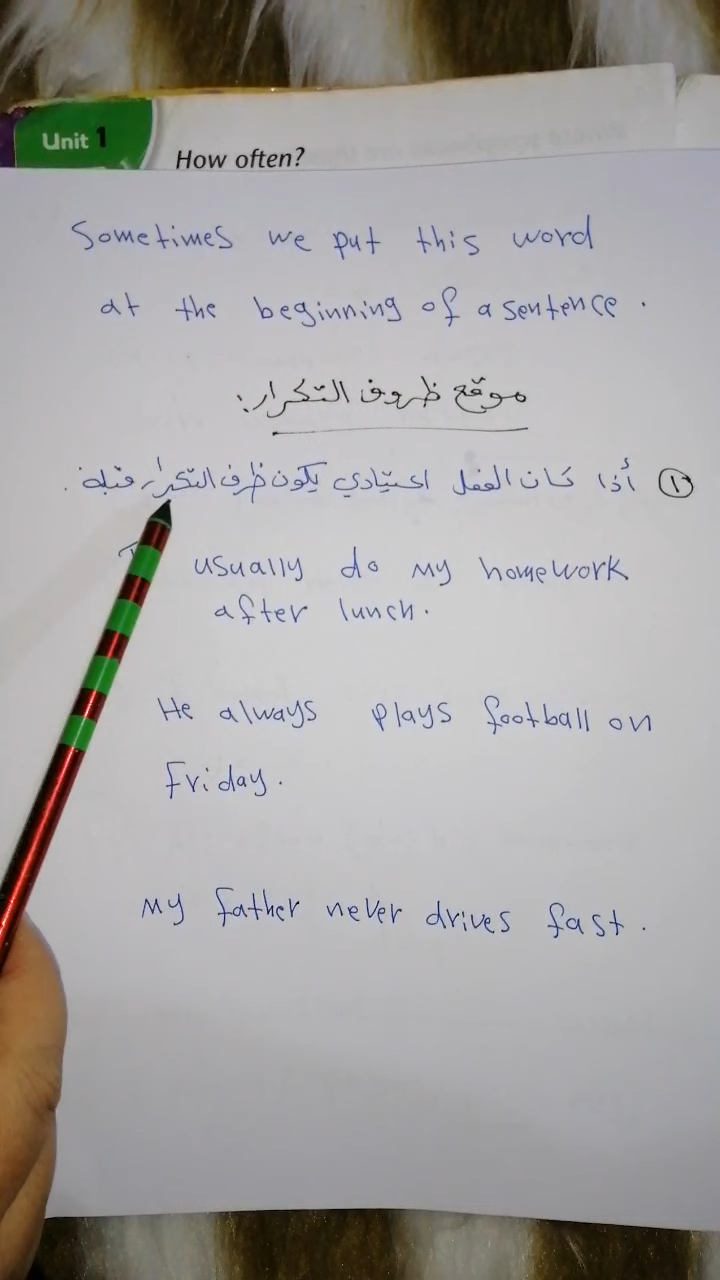 Unit 1
How often?
Sometimes we put this word
at the beginning of a sentence.
موقع ظروف التكرار:
① أذا كان الفعل اعتيادي يكون ظرف التكرار قبله.
I usually do my homework
after lunch.
He always plays football on
Friday.
My father never drives fast.